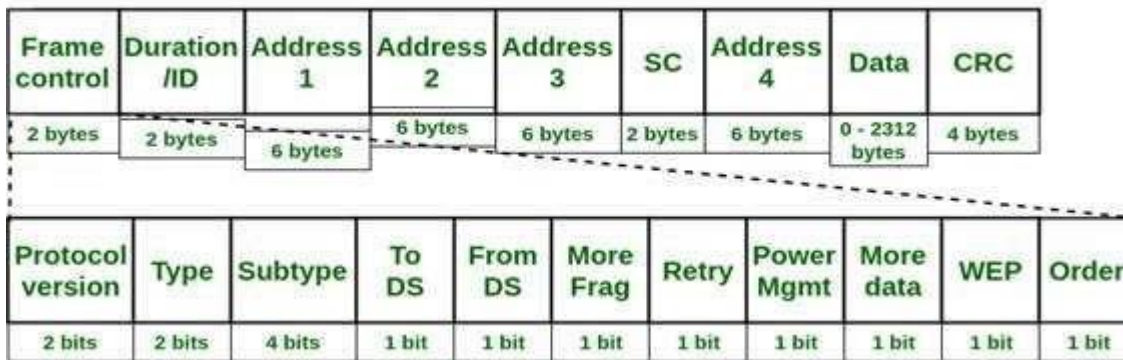 Frame control
Duration /ID
Address 1
Address 2
Address 3
SC
Address 4
Data
CRC
2 bytes
2 bytes
6 bytes
6 bytes
6 bytes
2 bytes
6 bytes
0 - 2312 bytes
4 bytes
Protocol version
Type
Subtype
To DS
From DS
More Frag
Retry
Power Mgmt
More data
WEP
Order
2 bits
2 bits
4 bits
1 bit
1 bit
1 bit
1 bit
1 bit
1 bit
1 bit
1 bit